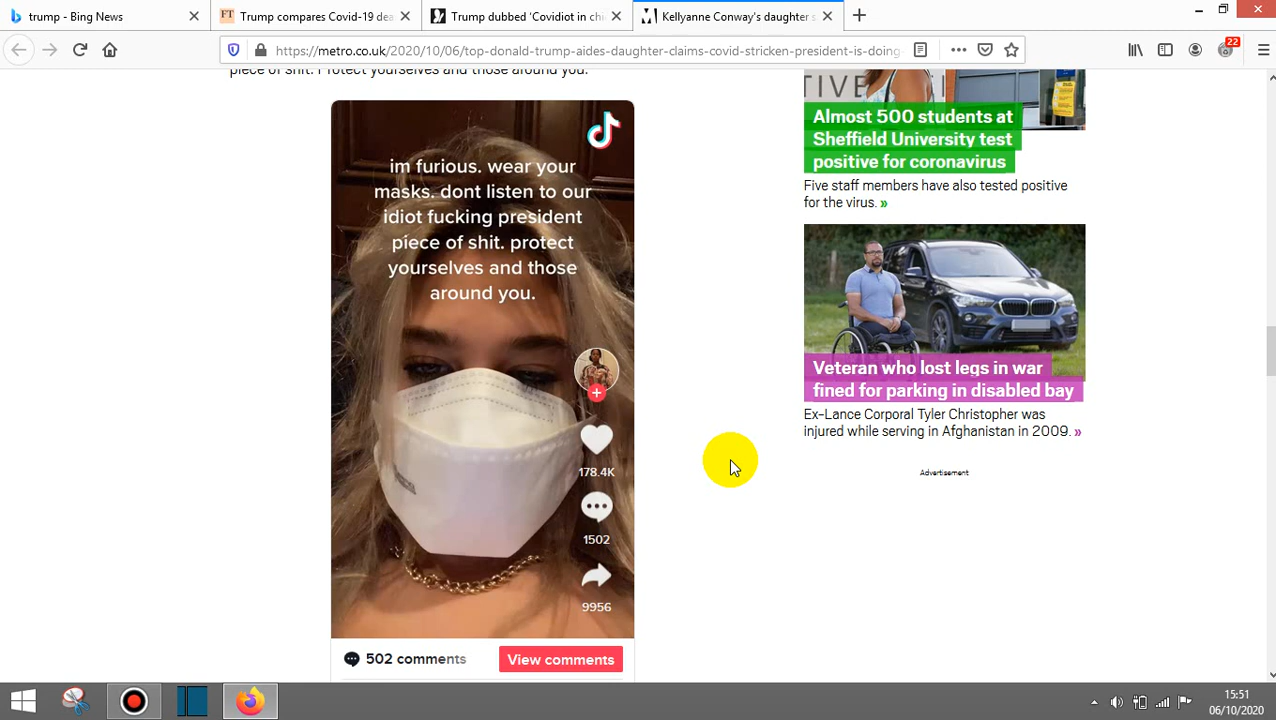 trump - Bing News
Trump compares Covid-19 dea
Trump dubbed 'Covidiot in chi
Kellyanne Conway's daughter s
https://metro.co.uk/2020/10/06/top-donald-trump-aides-daughter-claims-covid-stricken-president-is-doing
22
piece of shit! Protect yourselves and those around you.
im furious. wear your
masks. dont listen to our
idiot fucking president
piece of shit. protect
yourselves and those
around you.
178.4K
1502
9956
502 comments
View comments
Almost 500 students at
Sheffield University test
positive for coronavirus
Five staff members have also tested positive
for the virus. »
Veteran who lost legs in war
fined for parking in disabled bay
Ex-Lance Corporal Tyler Christopher was
injured while serving in Afghanistan in 2009. »
Advertisement
15:51
06/10/2020